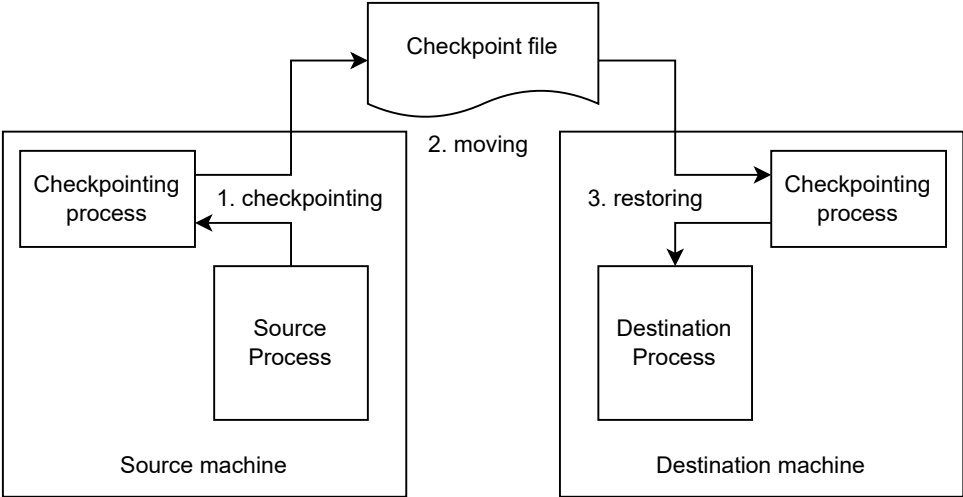 Checkpoint file
2. moving
Checkpointing
process
1. checkpointing
Source
Process
Source machine
3. restoring
Checkpointing
process
Destination
Process
Destination machine